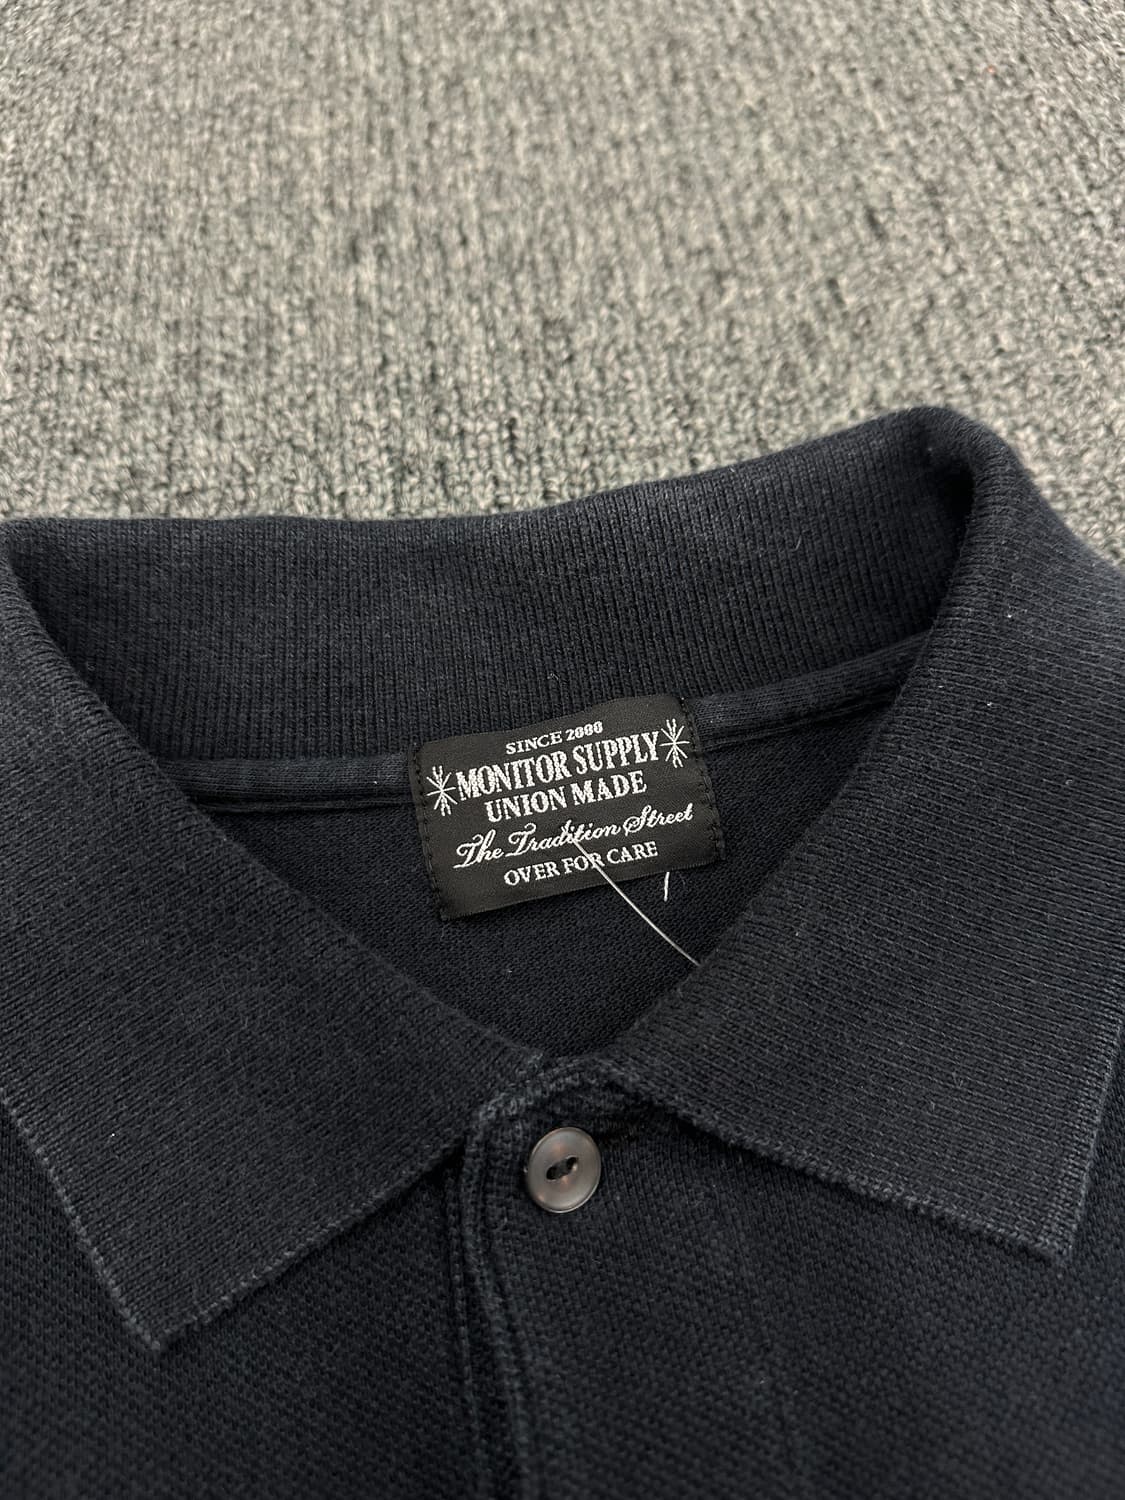 SINCE 2000
MONITOR SUPPLY
UNION MADE
The Tradition Street
OVER FOR CARE